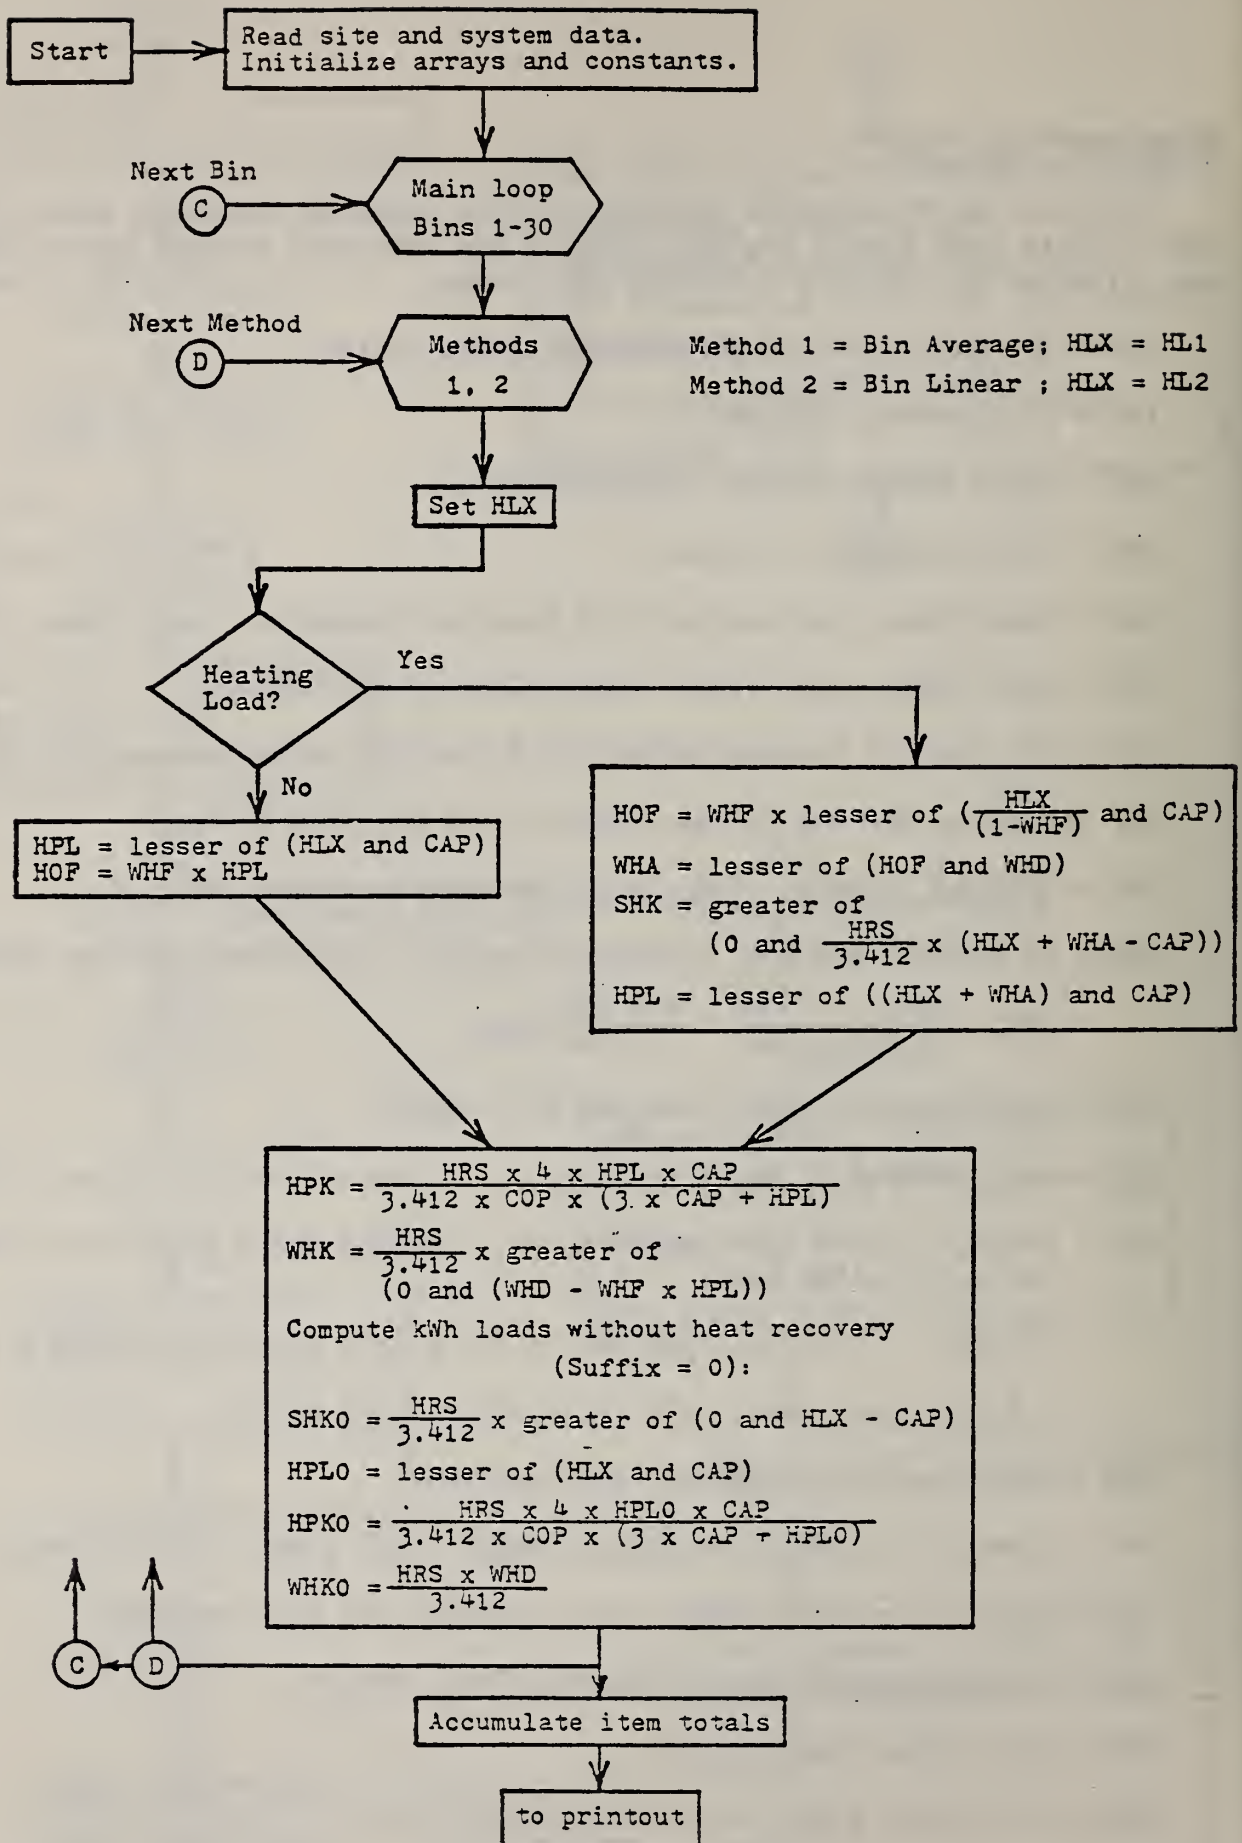 Start
Read site and system data.
Initialize arrays and constants.
Next Bin
C
Main loop
Bins 1-30
Next Method
D
Methods
1, 2
Method 1 = Bin Average; HLX = HL1
Method 2 = Bin Linear ; HLX = HL2
Set HLX
Heating
Load?
Yes
No
HPL = lesser of (HLX and CAP)
HOF = WHF x HPL
HOF = WHF x lesser of (HLX/(1-WHF) and CAP)
WHA = lesser of (HOF and WHD)
SHK = greater of
(0 and HRS/3.412 x (HLX + WHA - CAP))
HPL = lesser of ((HLX + WHA) and CAP)
HPK = HRS x 4 x HPL x CAP / 3.412 x COP x (3 x CAP + HPL)
WHK = HRS/3.412 x greater of
(0 and (WHD - WHF x HPL))
Compute kWh loads without heat recovery
(Suffix = 0):
SHK0 = HRS/3.412 x greater of (0 and HLX - CAP)
HPL0 = lesser of (HLX and CAP)
HPK0 = HRS x 4 x HPL0 x CAP / 3.412 x COP x (3 x CAP + HPL0)
WHK0 = HRS x WHD / 3.412
C
D
Accumulate item totals
to printout